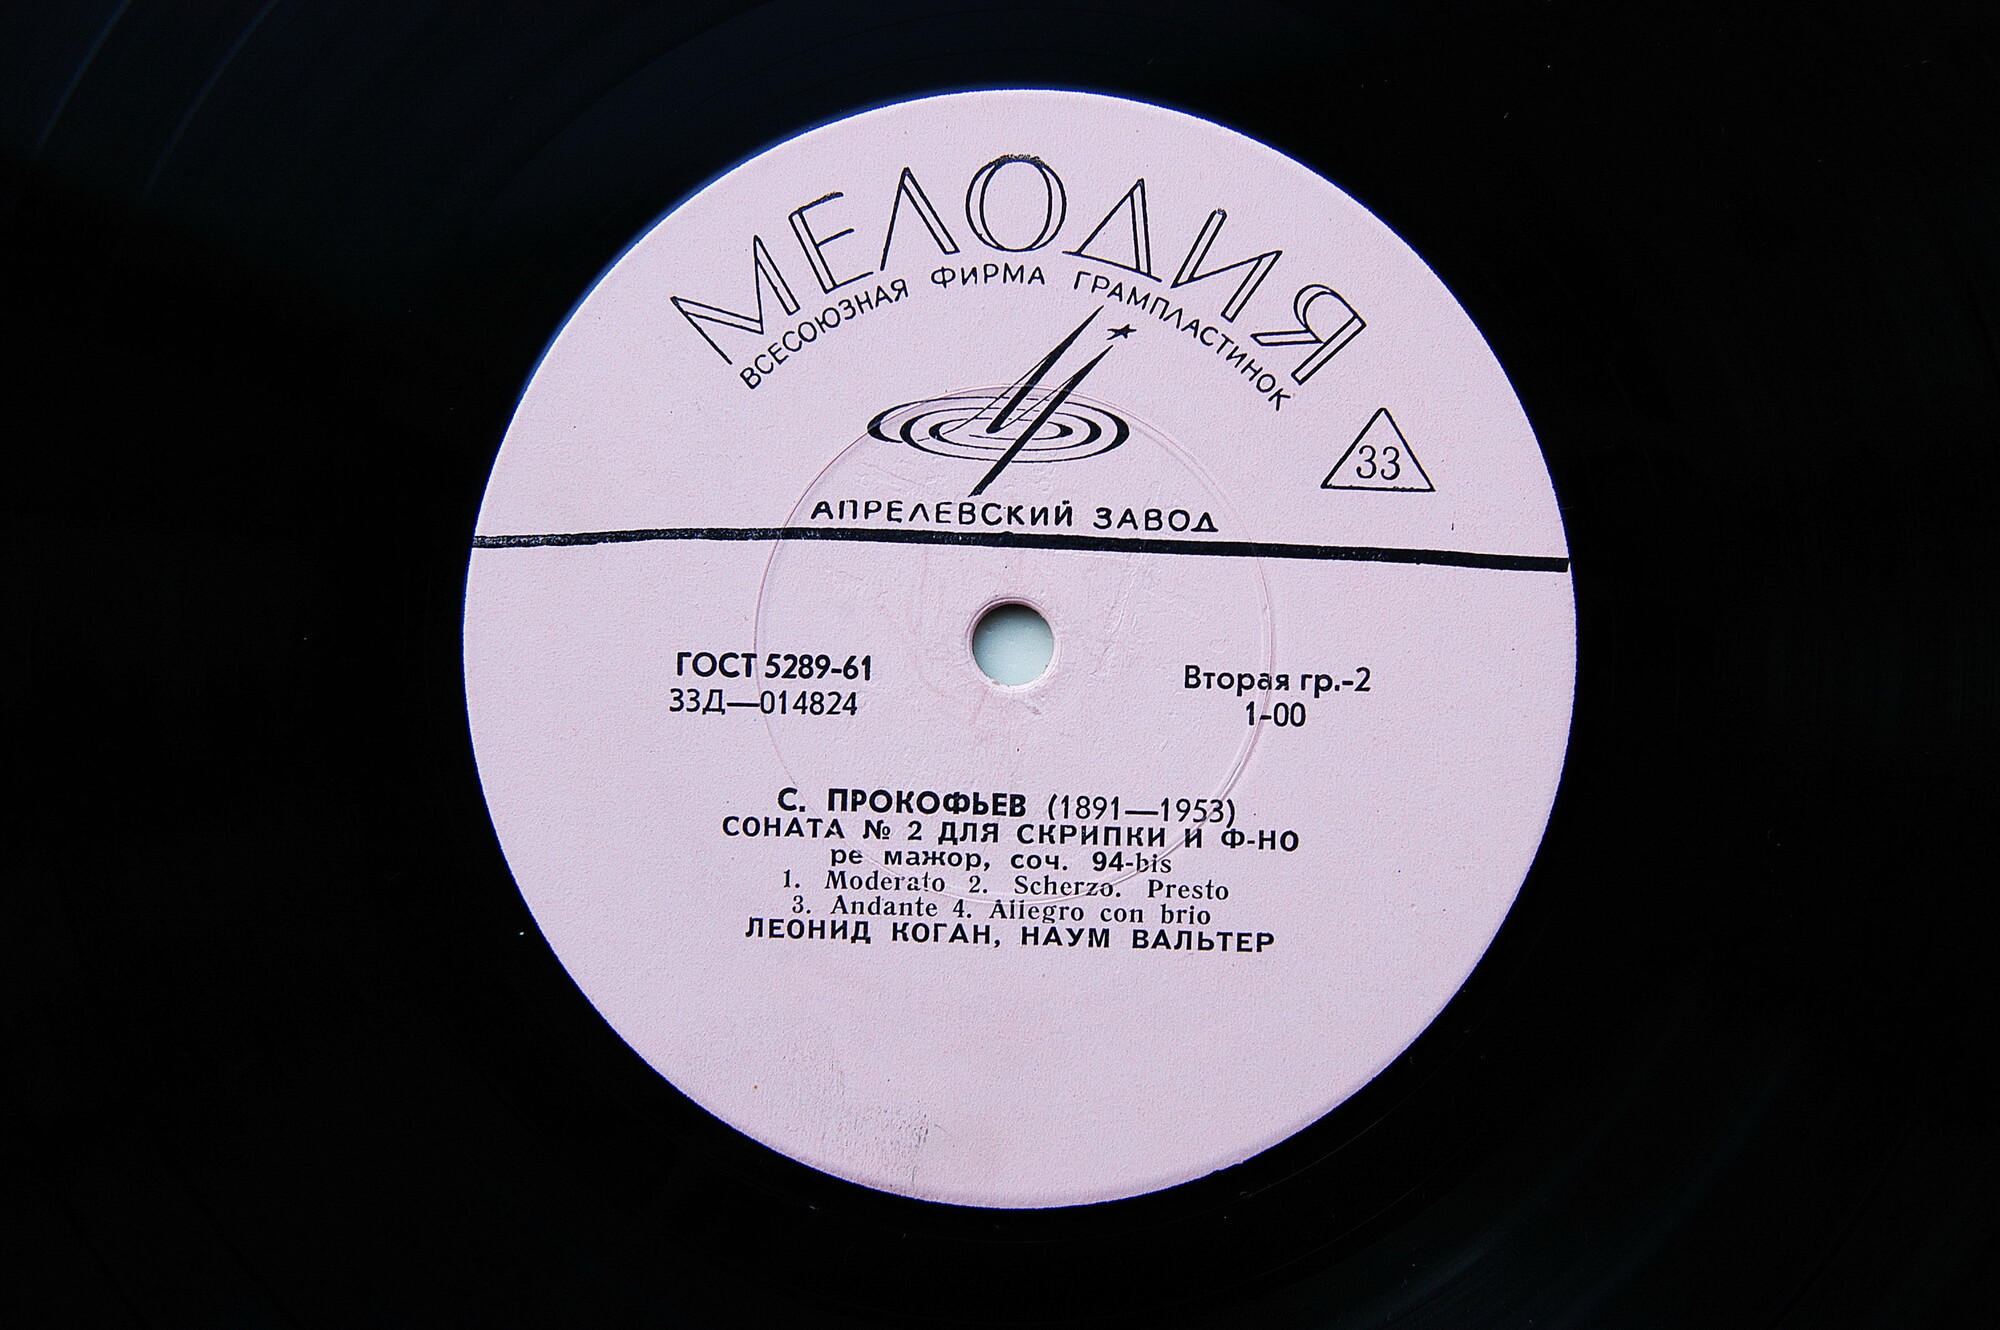 МЕЛОДИЯ
ВСЕСОЮЗНАЯ ФИРМА ГРАМПЛАСТИНОК
33
АПРЕЛЕВСКИЙ ЗАВОД
ГОСТ 5289-61
33Д—014824
Вторая гр.-2
1-00
С. ПРОКОФЬЕВ (1891—1953)
СОНАТА № 2 ДЛЯ СКРИПКИ И Ф-НО
ре мажор, соч. 94-bis
1. Moderato 2. Scherzo. Presto
3. Andante 4. Allegro con brio
ЛЕОНИД КОГАН, НАУМ ВАЛЬТЕР